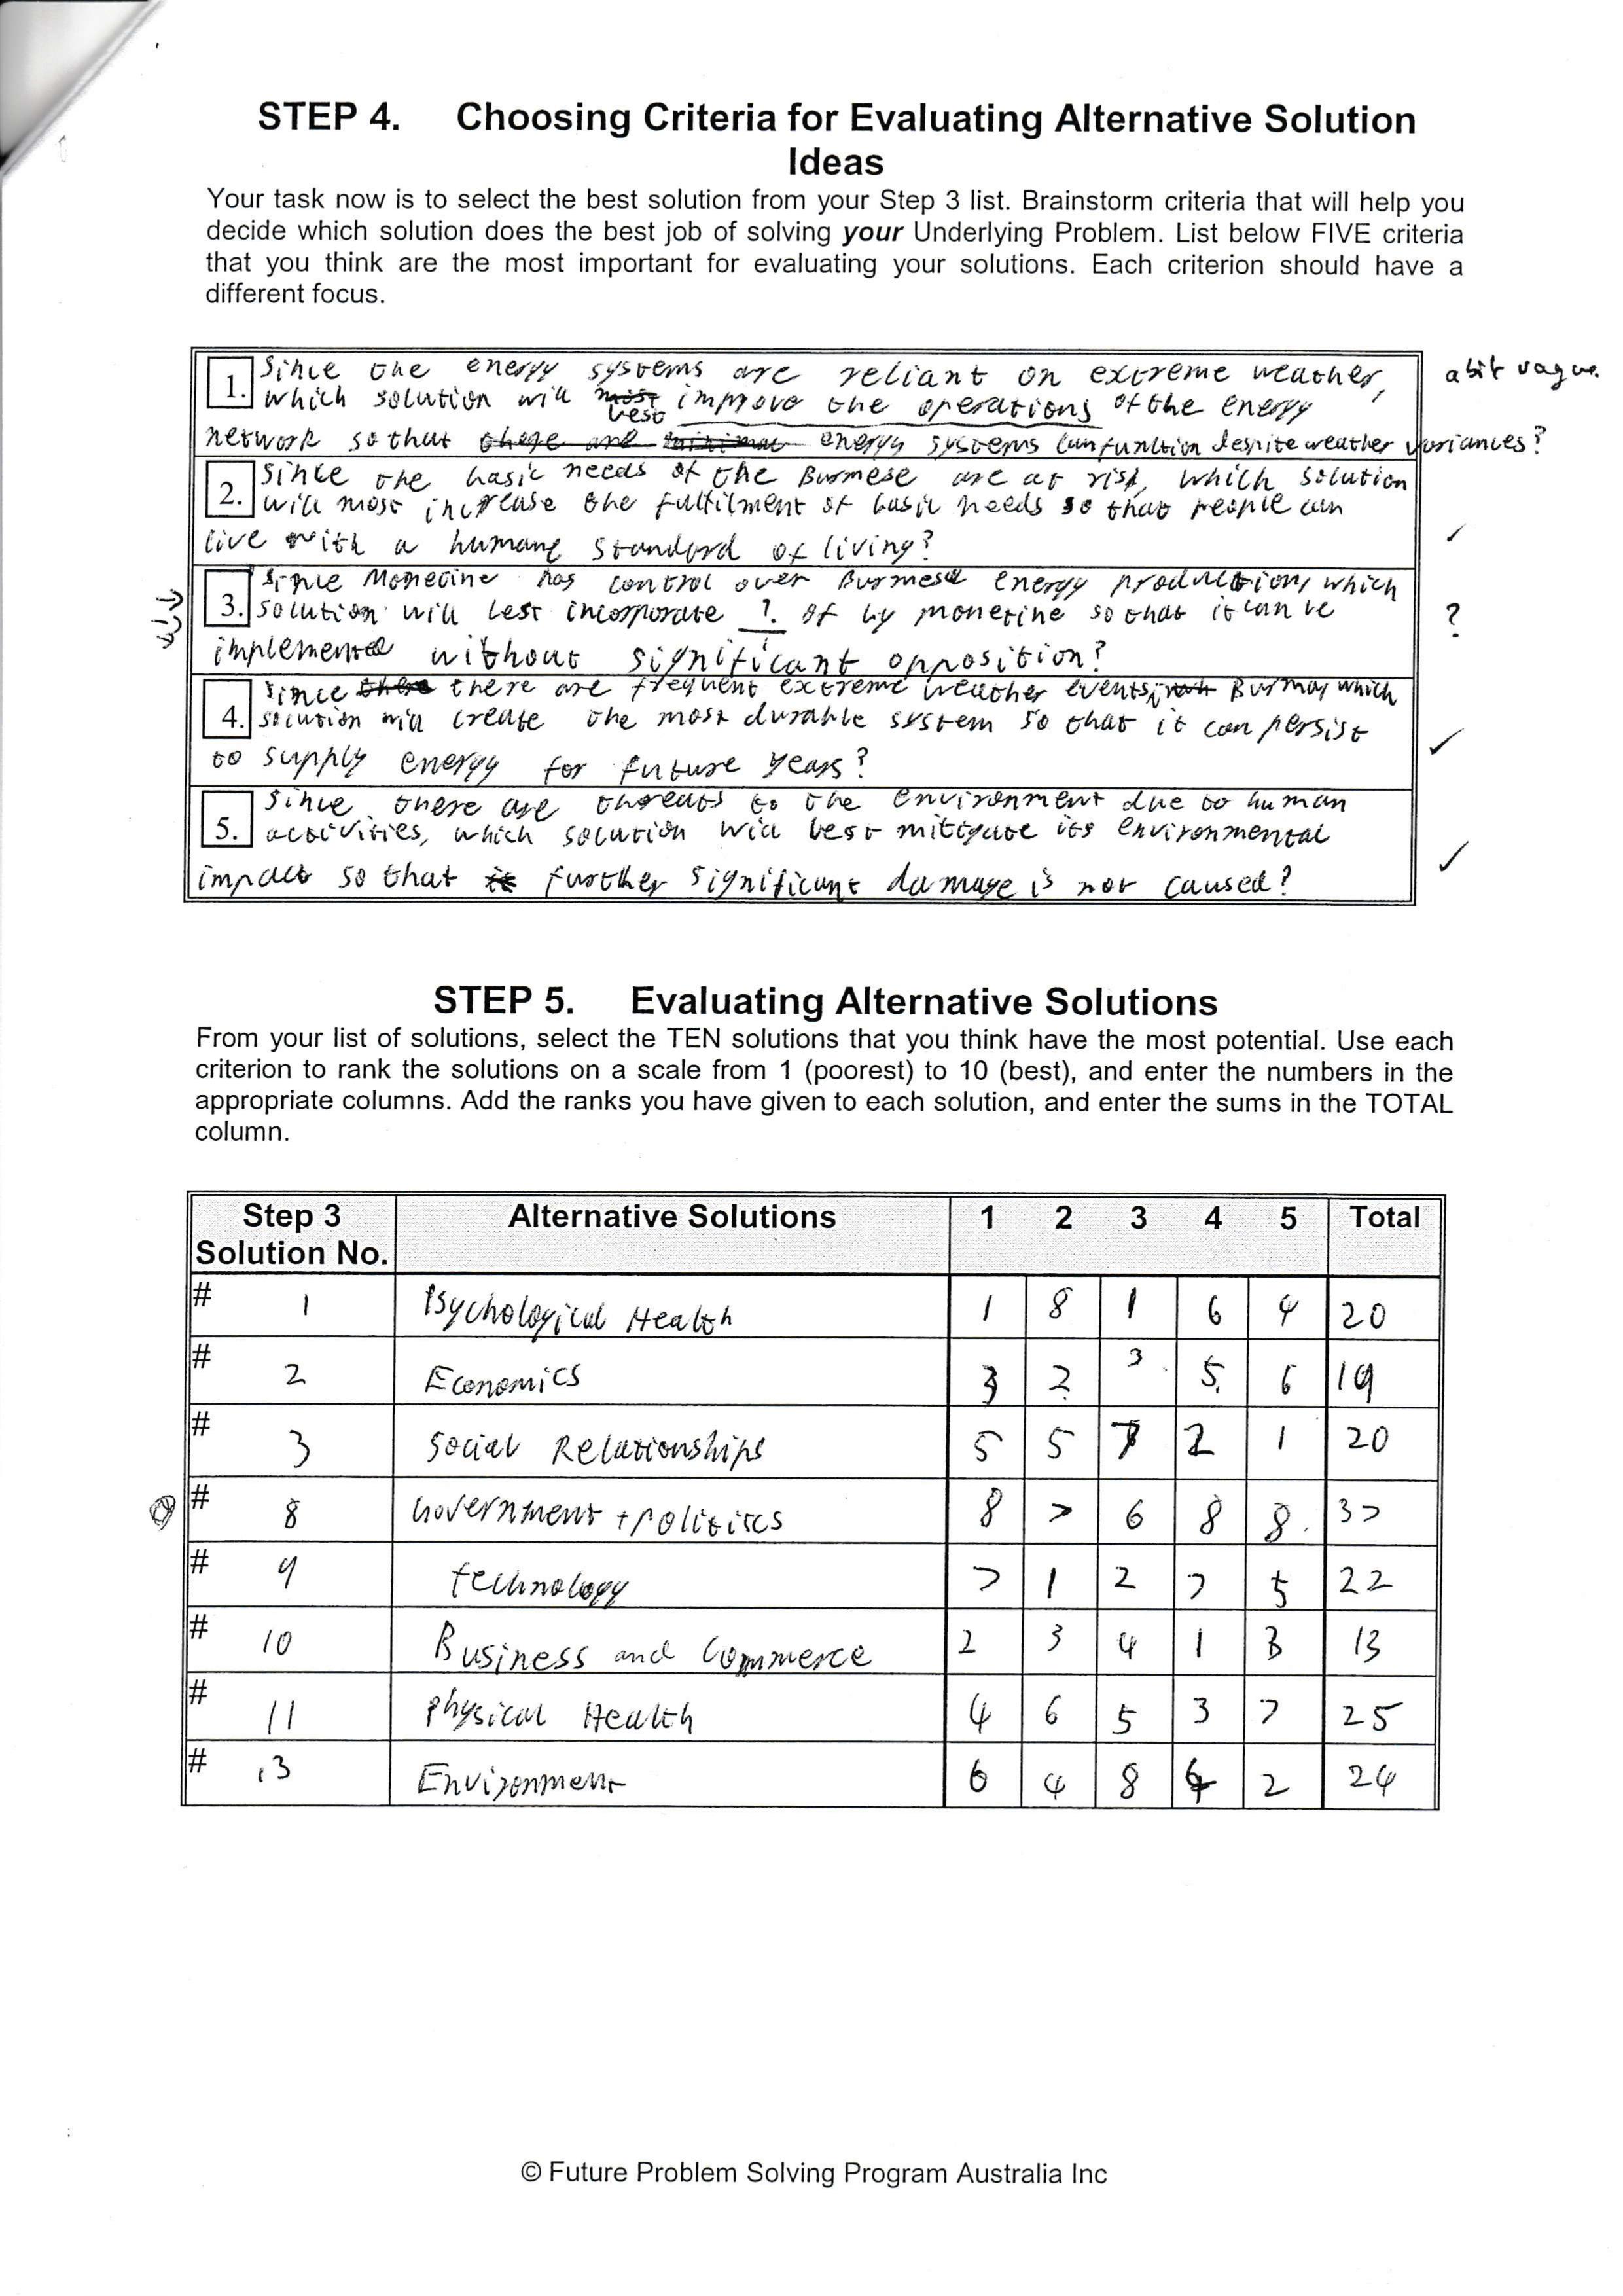 STEP 4. Choosing Criteria for Evaluating Alternative Solution
Ideas
Your task now is to select the best solution from your Step 3 list. Brainstorm criteria that will help you
decide which solution does the best job of solving your Underlying Problem. List below FIVE criteria
that you think are the most important for evaluating your solutions. Each criterion should have a
different focus.
1. Since the energy systems are reliant on extreme weather,
a bit vague.
which solution will most best improve the operations of the energy
network so that there are minimal energy systems can function despite weather variances?
2. Since the basic needs of the Burmese are at risk, which solution
will most increase the fulfilment of basic needs so that people can
live with a humane standard of living?
3. Since Monetine has control over Burmese energy production, which
solution will best incorporate ? of by monetine so that it can be
?
implemented without significant opposition?
4. Since there there are frequent extreme weather events, in Burma, which
solution will create the most durable system so that it can persist
to supply energy for future years?
5. Since there are threats to the environment due to human
activities, which solution will best mitigate its environmental
impact so that it further significant damage is not caused?
STEP 5. Evaluating Alternative Solutions
From your list of solutions, select the TEN solutions that you think have the most potential. Use each
criterion to rank the solutions on a scale from 1 (poorest) to 10 (best), and enter the numbers in the
appropriate columns. Add the ranks you have given to each solution, and enter the sums in the TOTAL
column.
Step 3 Alternative Solutions 1 2 3 4 5 Total
Solution No.
# 1 Psychological Health 1 8 1 6 4 20
# 2 Economics 3 2 3 5 6 19
# 3 Social Relationships 5 5 7 2 1 20
# 8 Government + Politics 8 7 6 8 8 37
# 9 technology 7 1 2 7 5 22
# 10 Business and Commerce 2 3 4 1 3 13
# 11 Physical Health 4 6 5 3 7 25
# 13 Environment 6 4 8 4 2 24
© Future Problem Solving Program Australia Inc